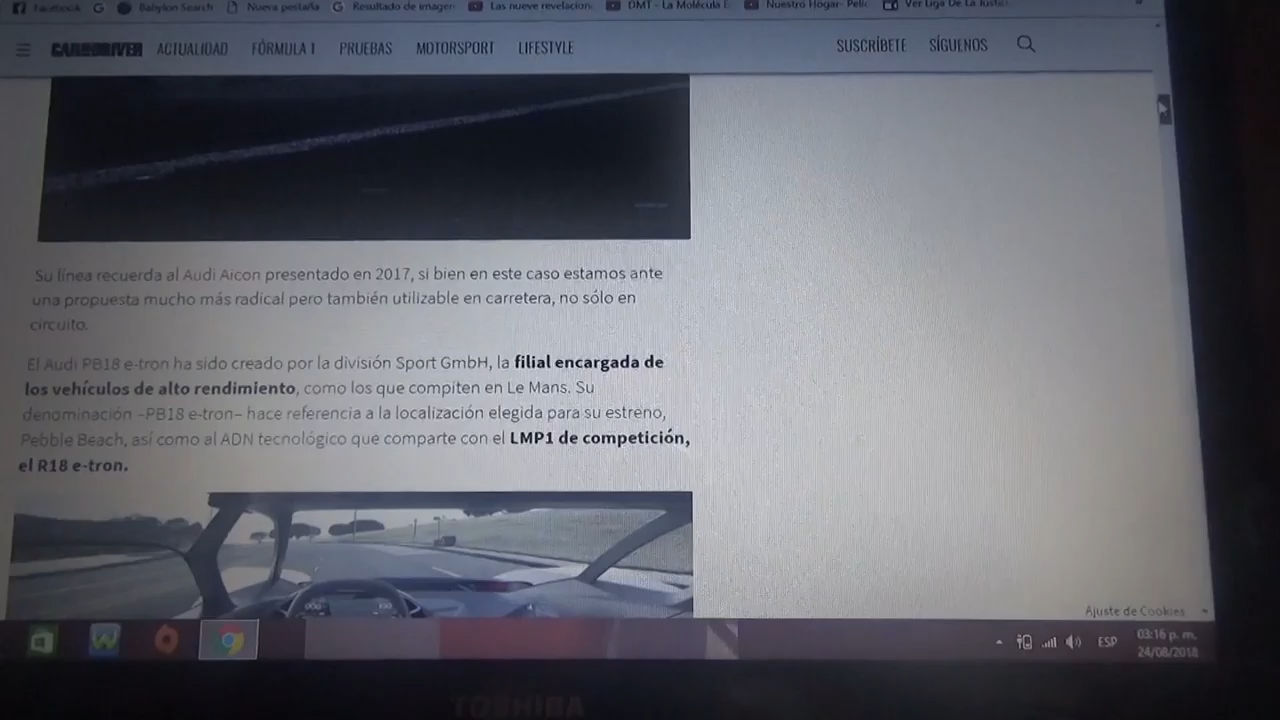 Facebook
Babylon Search
Nueva pestaña
Resultado de imagen
Las nueve revelacion
DMT - La Molécula E
Nuestro Hogar- Pelic
Ver Liga De La Justic
CAR AND DRIVER
ACTUALIDAD
FÓRMULA 1
PRUEBAS
MOTORSPORT
LIFESTYLE
SUSCRÍBETE
SÍGUENOS
Su línea recuerda al Audi Aicon presentado en 2017, si bien en este caso estamos ante
una propuesta mucho más radical pero también utilizable en carretera, no sólo en
circuito.
El Audi PB18 e-tron ha sido creado por la división Sport GmbH, la filial encargada de
los vehículos de alto rendimiento, como los que compiten en Le Mans. Su
denominación –PB18 e-tron– hace referencia a la localización elegida para su estreno,
Pebble Beach, así como al ADN tecnológico que comparte con el LMP1 de competición,
el R18 e-tron.
Ajuste de Cookies
ESP
03:16 p. m.
24/08/2018
TOSHIBA